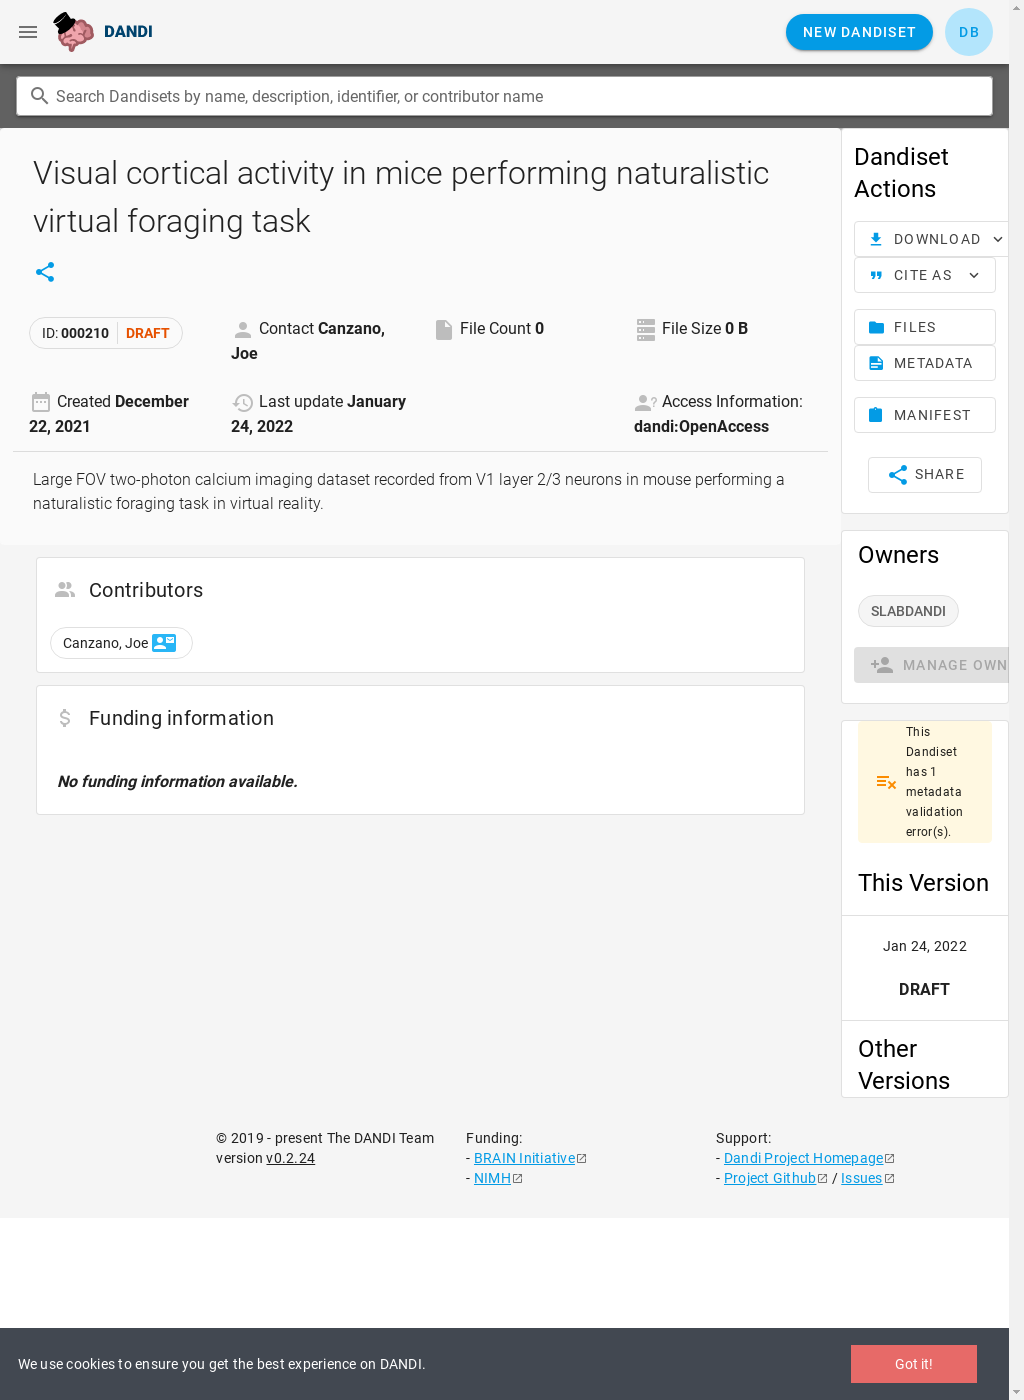 DANDI
NEW DANDISET
DB
Search Dandisets by name, description, identifier, or contributor name
Visual cortical activity in mice performing naturalistic
virtual foraging task
ID: 000210 DRAFT
Contact Canzano,
Joe
File Count 0
File Size 0 B
Created December
22, 2021
Last update January
24, 2022
Access Information:
dandi:OpenAccess
Large FOV two-photon calcium imaging dataset recorded from V1 layer 2/3 neurons in mouse performing a
naturalistic foraging task in virtual reality.
Contributors
Canzano, Joe
Funding information
No funding information available.
Dandiset
Actions
DOWNLOAD
CITE AS
FILES
METADATA
MANIFEST
SHARE
Owners
SLABDANDI
MANAGE OWN
This
Dandiset
has 1
metadata
validation
error(s).
This Version
Jan 24, 2022
DRAFT
Other
Versions
© 2019 - present The DANDI Team
version v0.2.24
Funding:
- BRAIN Initiative
- NIMH
Support:
- Dandi Project Homepage
- Project Github / Issues
We use cookies to ensure you get the best experience on DANDI.
Got it!